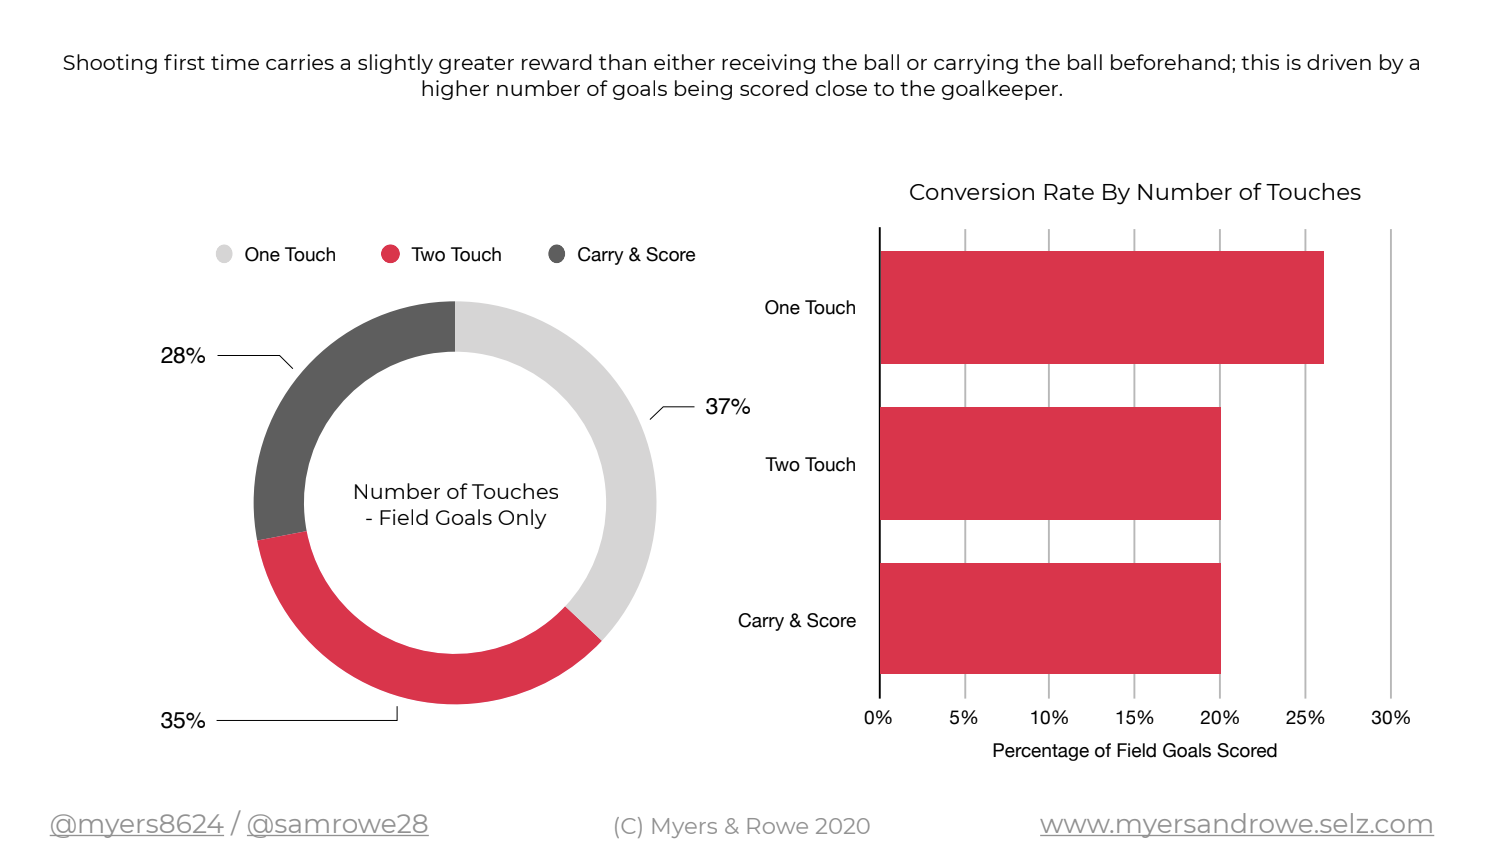 Shooting first time carries a slightly greater reward than either receiving the ball or carrying the ball beforehand; this is driven by a
higher number of goals being scored close to the goalkeeper.
One Touch
Two Touch
Carry & Score
28%
37%
35%
Number of Touches
- Field Goals Only
Conversion Rate By Number of Touches
One Touch
Two Touch
Carry & Score
0% 5% 10% 15% 20% 25% 30%
Percentage of Field Goals Scored
@myers8624 / @samrowe28
(C) Myers & Rowe 2020
www.myersandrowe.selz.com